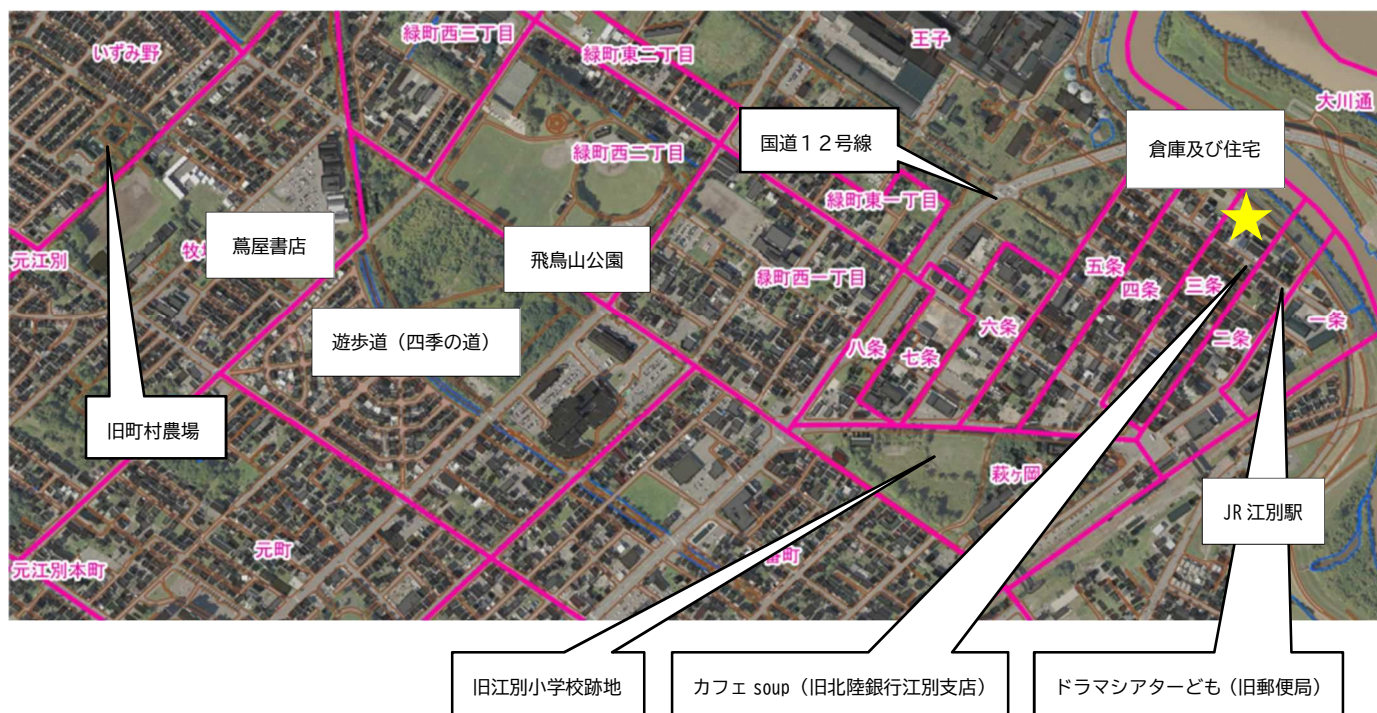 いずみ野
緑町西三丁目
緑町東二丁目
王子
大川通
国道１２号線
倉庫及び住宅
緑町西二丁目
緑町東一丁目
元江別
牧場
蔦屋書店
飛鳥山公園
緑町西一丁目
五条
四条
三条
二条
一条
六条
七条
八条
遊歩道（四季の道）
旧町村農場
萩ヶ岡
JR 江別駅
元江別本町
元町
番町
旧江別小学校跡地
カフェ soup（旧北陸銀行江別支店）
ドラマシアターども（旧郵便局）